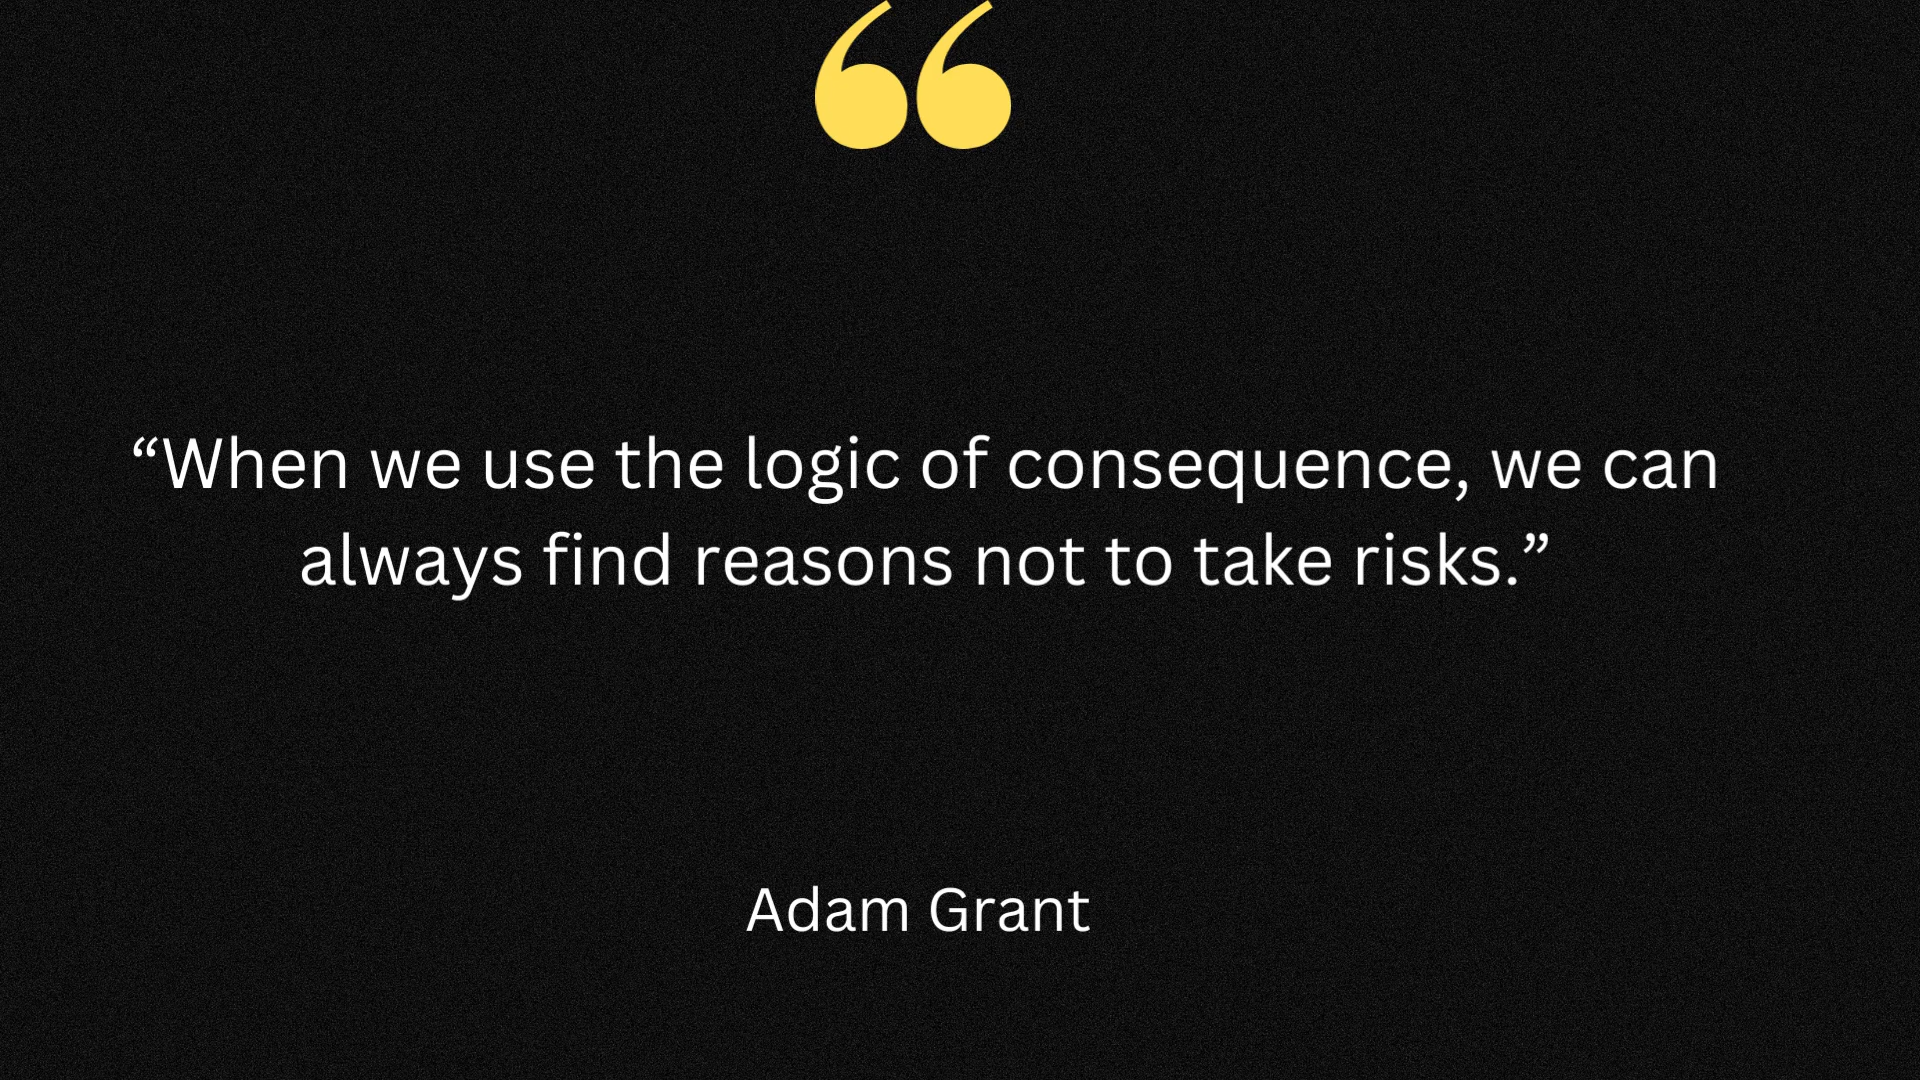 “
“When we use the logic of consequence, we can
always find reasons not to take risks.”
Adam Grant